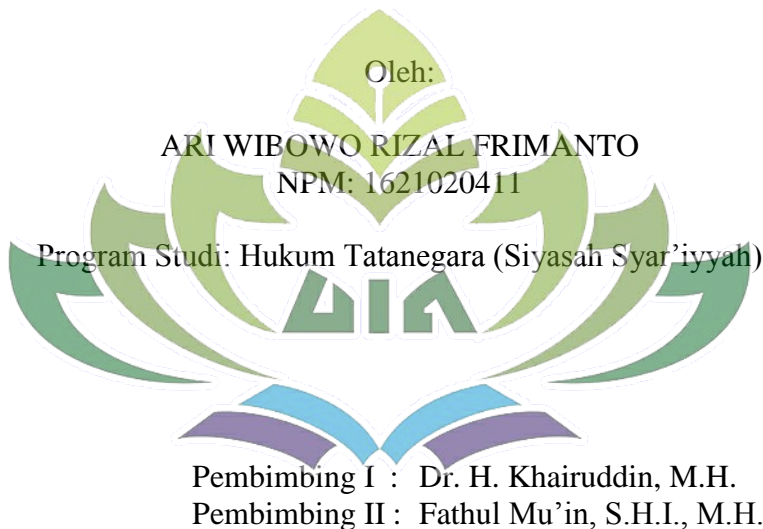 Oleh:
ARI WIBOWO RIZAL FRIMANTO
NPM: 1621020411
Program Studi: Hukum Tatanegara (Siyasah Syar’iyyah)
UIN
Pembimbing I : Dr. H. Khairuddin, M.H.
Pembimbing II : Fathul Mu’in, S.H.I., M.H.